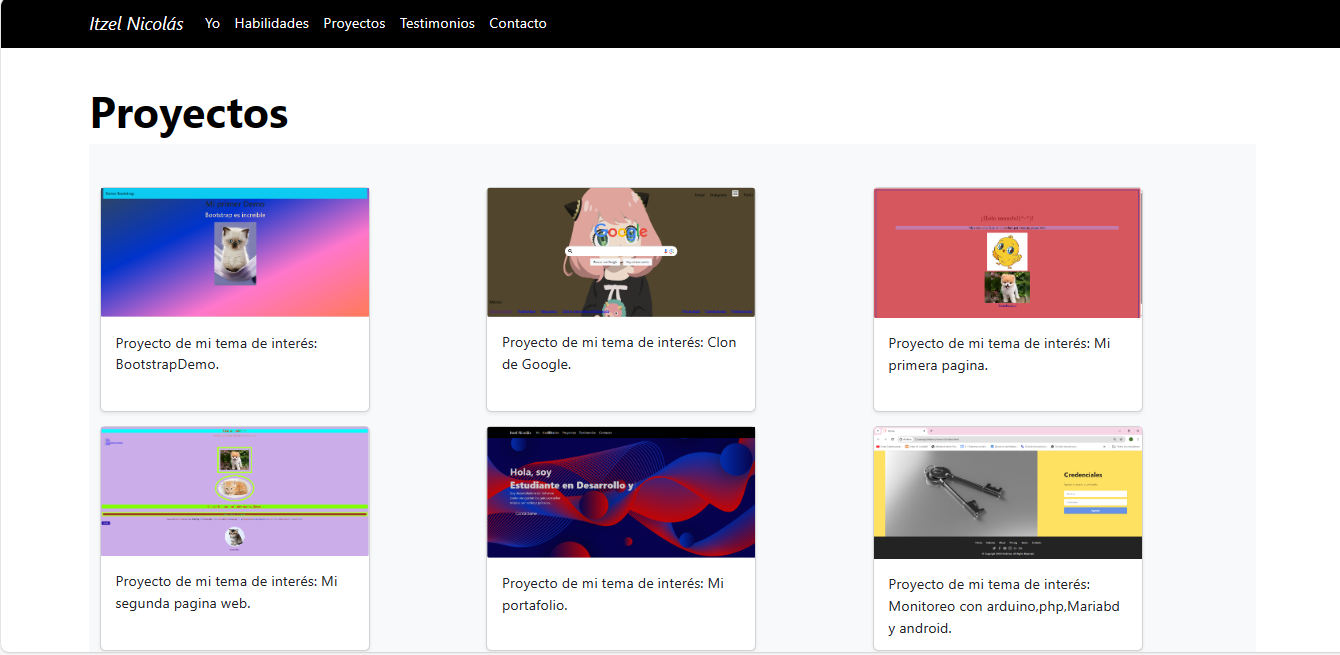 Itzel Nicolás Yo Habilidades Proyectos Testimonios Contacto
Proyectos
Mi primer Demo
Bootstrap es increible
Google
Proyecto de mi tema de interés:
BootstrapDemo.
Proyecto de mi tema de interés: Clon
de Google.
Proyecto de mi tema de interés: Mi
primera pagina.
Itzel Nicolás
Hola, soy
Estudiante en Desarrollo y
Credenciales
Proyecto de mi tema de interés: Mi
segunda pagina web.
Proyecto de mi tema de interés: Mi
portafolio.
Proyecto de mi tema de interés:
Monitoreo con arduino,php,Mariabd
y android.